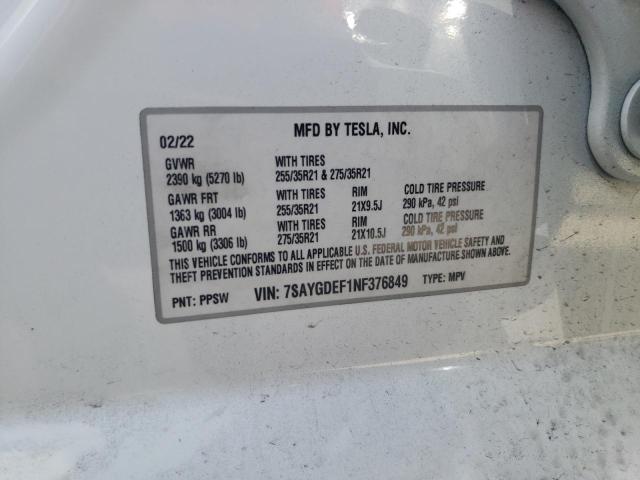 02/22 MFD BY TESLA, INC.
GVWR WITH TIRES
2390 kg (5270 lb) 255/35R21 & 275/35R21
GAWR FRT WITH TIRES RIM COLD TIRE PRESSURE
1363 kg (3004 lb) 255/35R21 21X9.5J 290 kPa, 42 psi
GAWR RR WITH TIRES RIM COLD TIRE PRESSURE
1500 kg (3306 lb) 275/35R21 21X10.5J 290 kPa, 42 psi
THIS VEHICLE CONFORMS TO ALL APPLICABLE U.S. FEDERAL MOTOR VEHICLE SAFETY AND
THEFT PREVENTION STANDARDS IN EFFECT ON THE DATE OF MANUFACTURE SHOWN ABOVE.
PNT: PPSW VIN: 7SAYGDEF1NF376849 TYPE: MPV